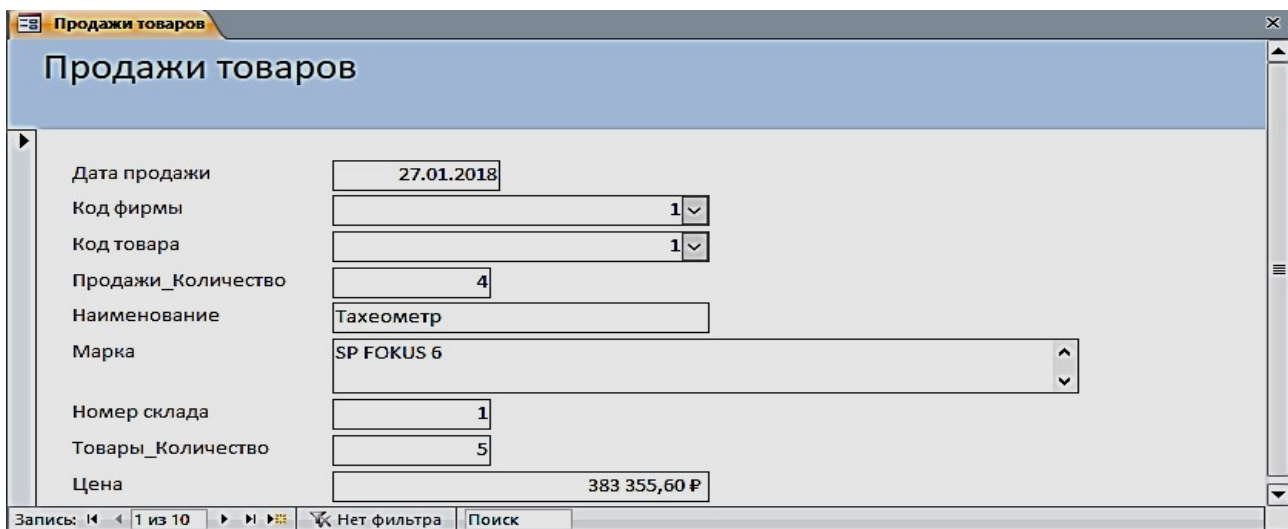 Продажи товаров
Продажи товаров
Дата продажи 27.01.2018
Код фирмы 1
Код товара 1
Продажи_Количество 4
Наименование Тахеометр
Марка SP FOKUS 6
Номер склада 1
Товары_Количество 5
Цена 383 355,60 ₽
Запись: 1 из 10 Нет фильтра Поиск